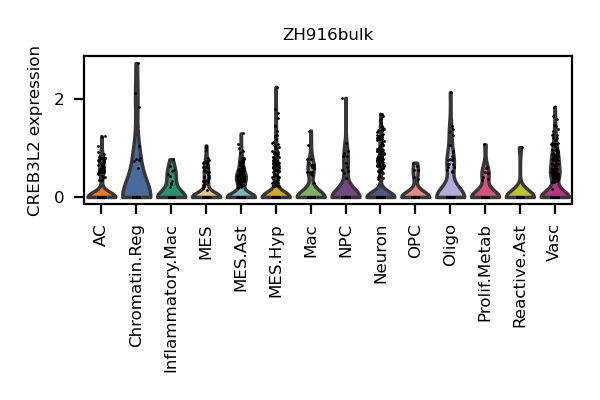 ZH916bulk
CREB3L2 expression
2
0
AC
Chromatin.Reg
Inflammatory.Mac
MES
MES.Ast
MES.Hyp
Mac
NPC
Neuron
OPC
Oligo
Prolif.Metab
Reactive.Ast
Vasc